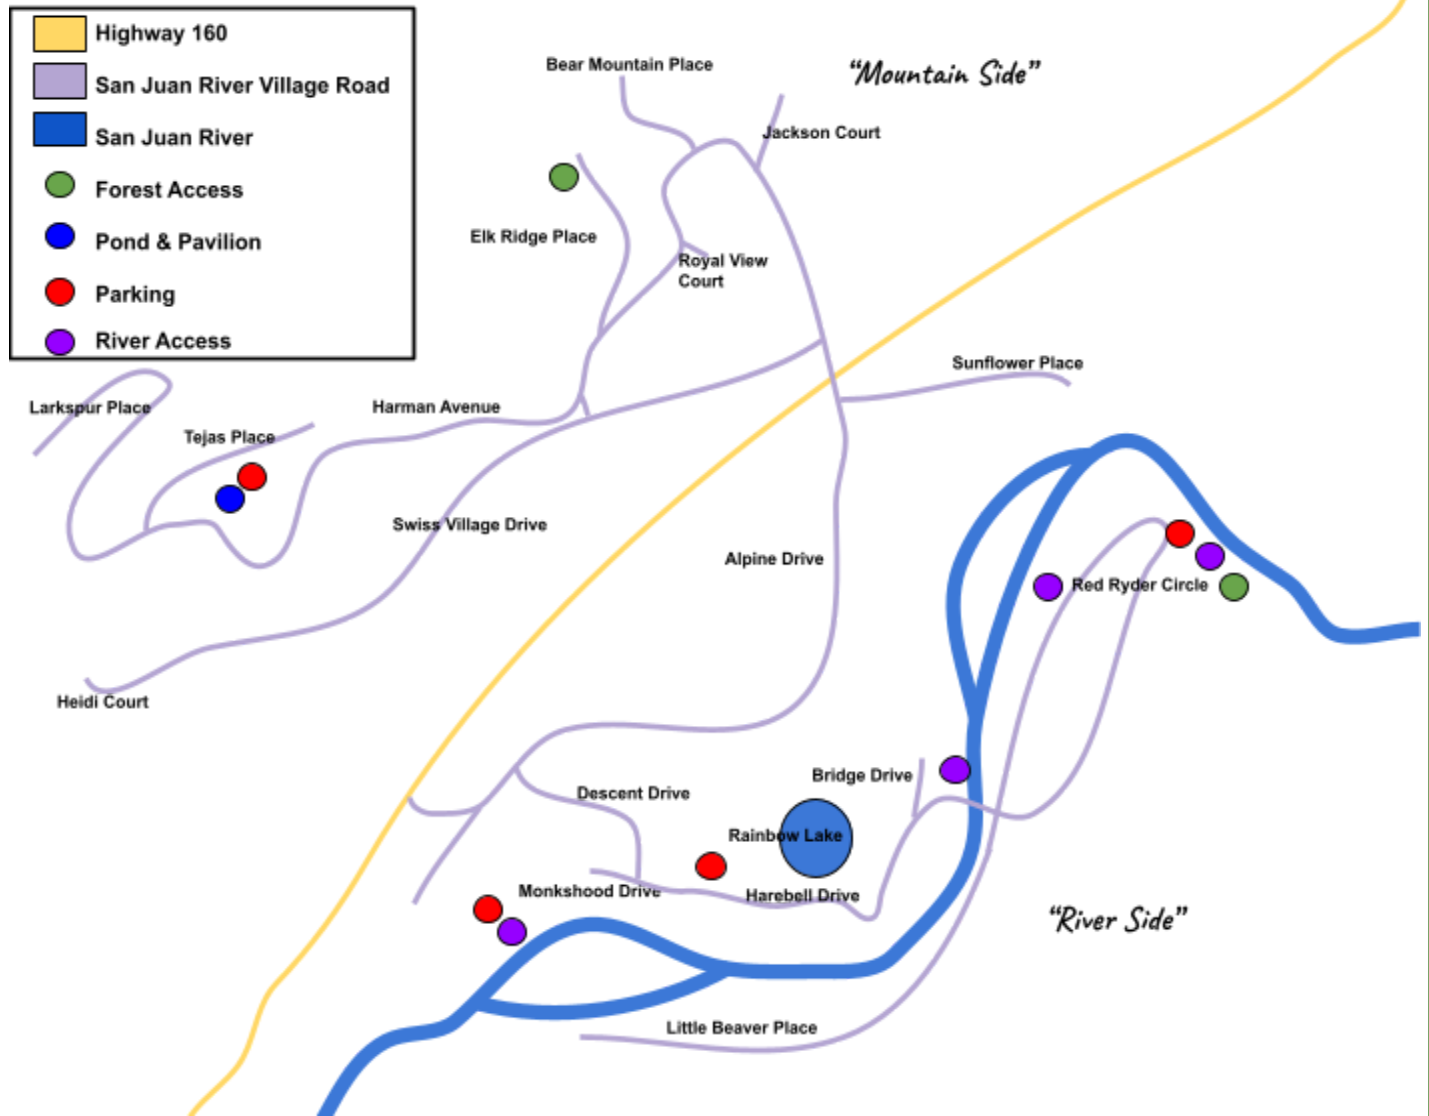 Highway 160
San Juan River Village Road
San Juan River
Forest Access
Pond & Pavilion
Parking
River Access
Bear Mountain Place
“Mountain Side”
Jackson Court
Elk Ridge Place
Royal View
Court
Sunflower Place
Larkspur Place
Harman Avenue
Tejas Place
Swiss Village Drive
Alpine Drive
Red Ryder Circle
Heidi Court
Bridge Drive
Descent Drive
Rainbow Lake
Monkshood Drive
Harebell Drive
“River Side”
Little Beaver Place